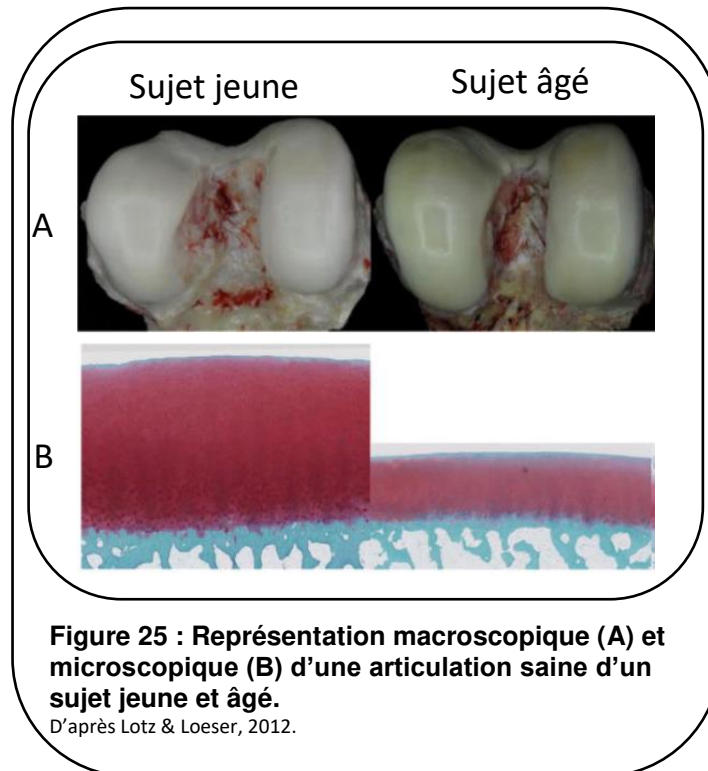 Sujet jeune
Sujet âgé
A
B
Figure 25 : Représentation macroscopique (A) et
microscopique (B) d’une articulation saine d’un
sujet jeune et âgé.
D’après Lotz & Loeser, 2012.